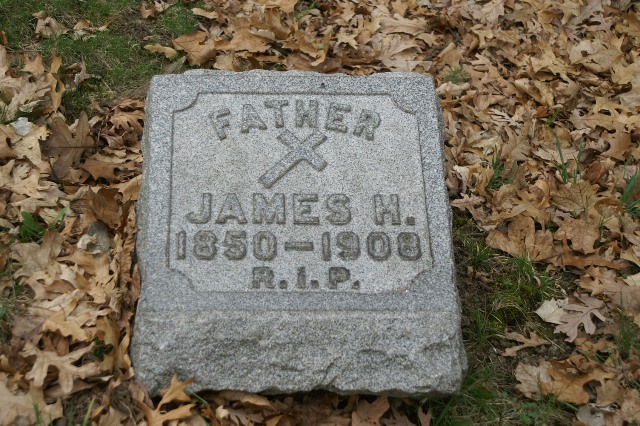 FATHER
JAMES H.
1850–1908
R.I.P.